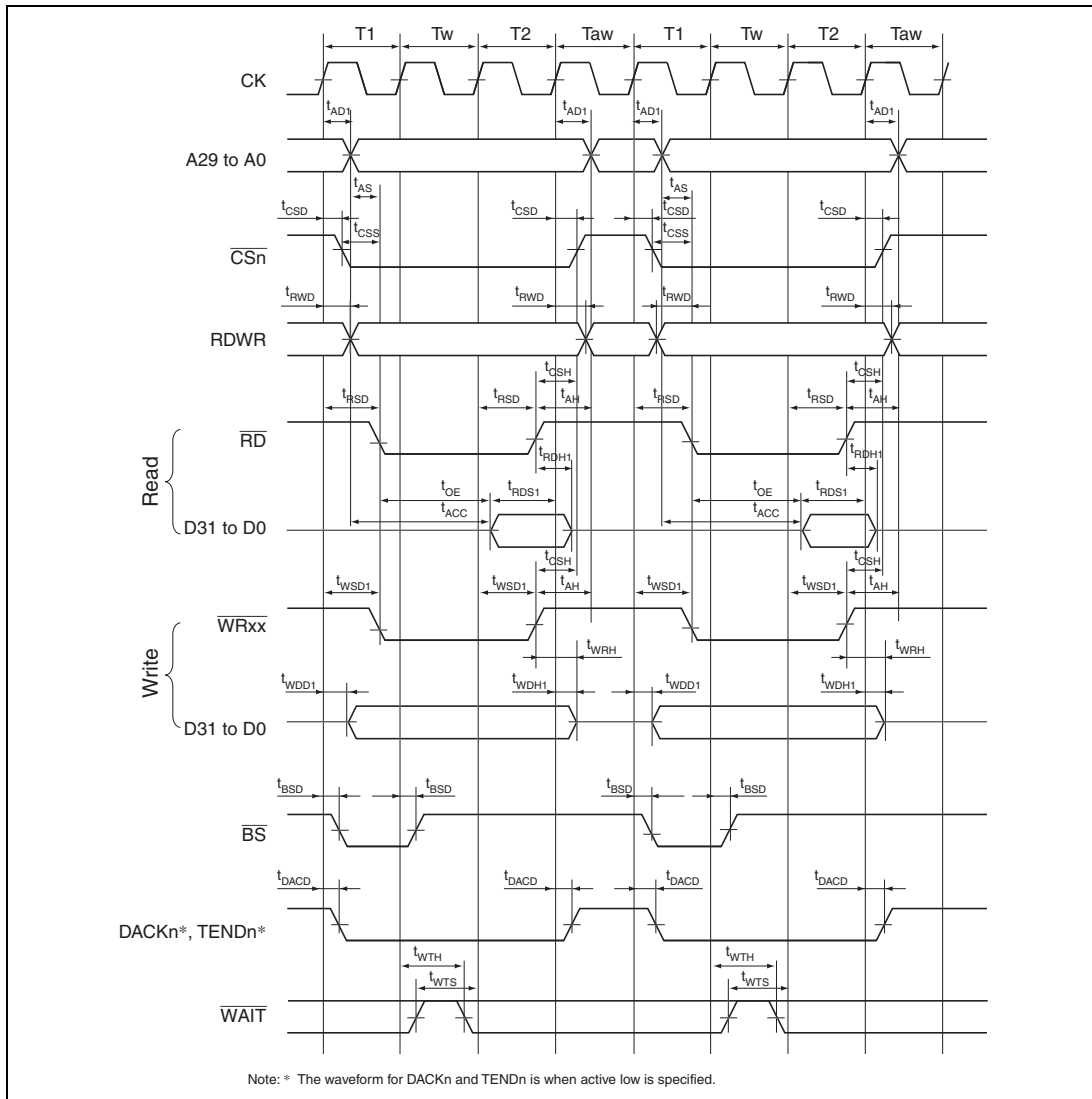 T1 Tw T2 Taw T1 Tw T2 Taw
CK
tAD1 tAD1 tAD1 tAD1
A29 to A0
tAS tAS
tCSD tCSD tCSD tCSD
tCSS tCSS
CSn
tRWD tRWD tRWD tRWD
RDWR
tCSH tCSH
tRSD tRSD tAH tRSD tRSD tAH
RD
tRDH1 tRDH1
Read
tOE tRDS1 tOE tRDS1
tACC tACC
D31 to D0
tCSH tCSH
tWSD1 tWSD1 tAH tWSD1 tWSD1 tAH
WRxx
tWRH tWRH
Write
tWDD1 tWDH1 tWDD1 tWDH1
D31 to D0
tBSD tBSD tBSD tBSD
BS
tDACD tDACD tDACD tDACD
DACKn*, TENDn*
tWTH tWTH
tWTS tWTS
WAIT
Note: * The waveform for DACKn and TENDn is when active low is specified.